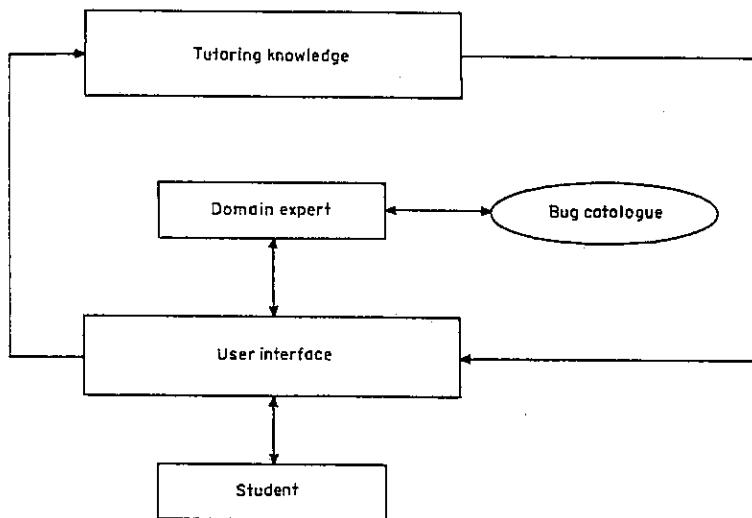 Tutoring knowledge
Domain expert
Bug catalogue
User interface
Student